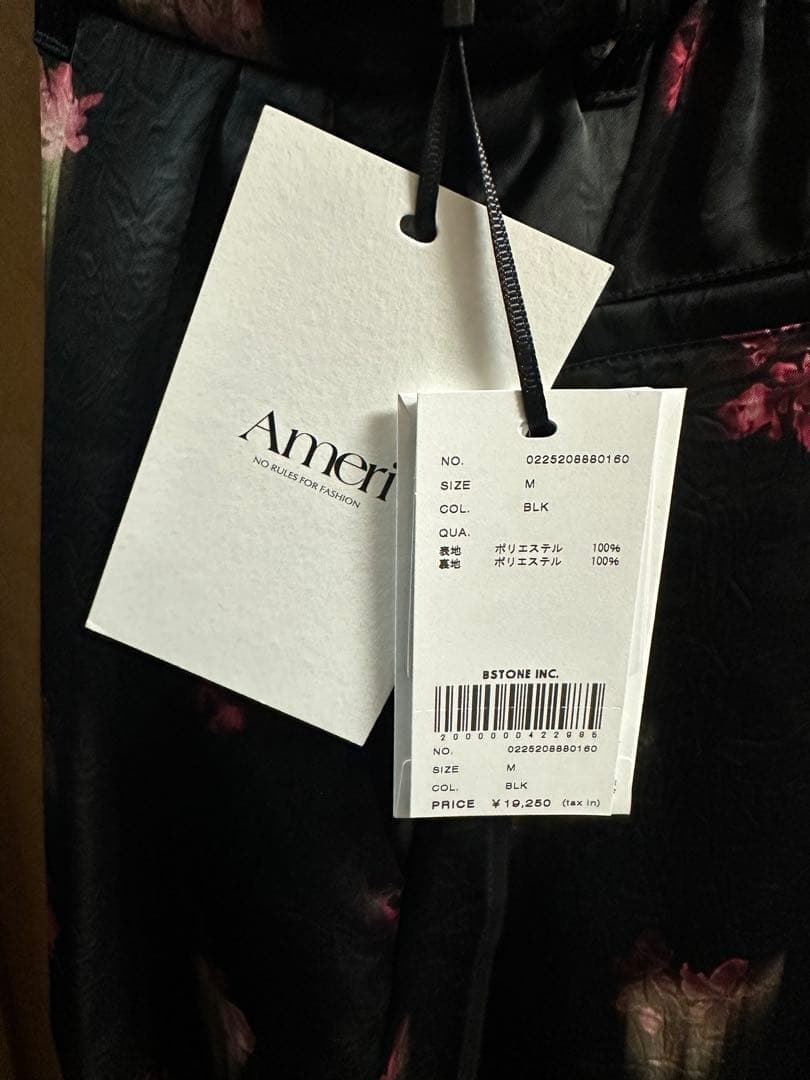 Ameri
NO RULES FOR FASHION
NO. 0225208880160
SIZE M
COL. BLK
QUA.
表地 ポリエステル 100%
裏地 ポリエステル 100%
BSTONE INC.
2000000422995
NO. 0225208880160
SIZE M
COL. BLK
PRICE ¥19,250 (tax in)